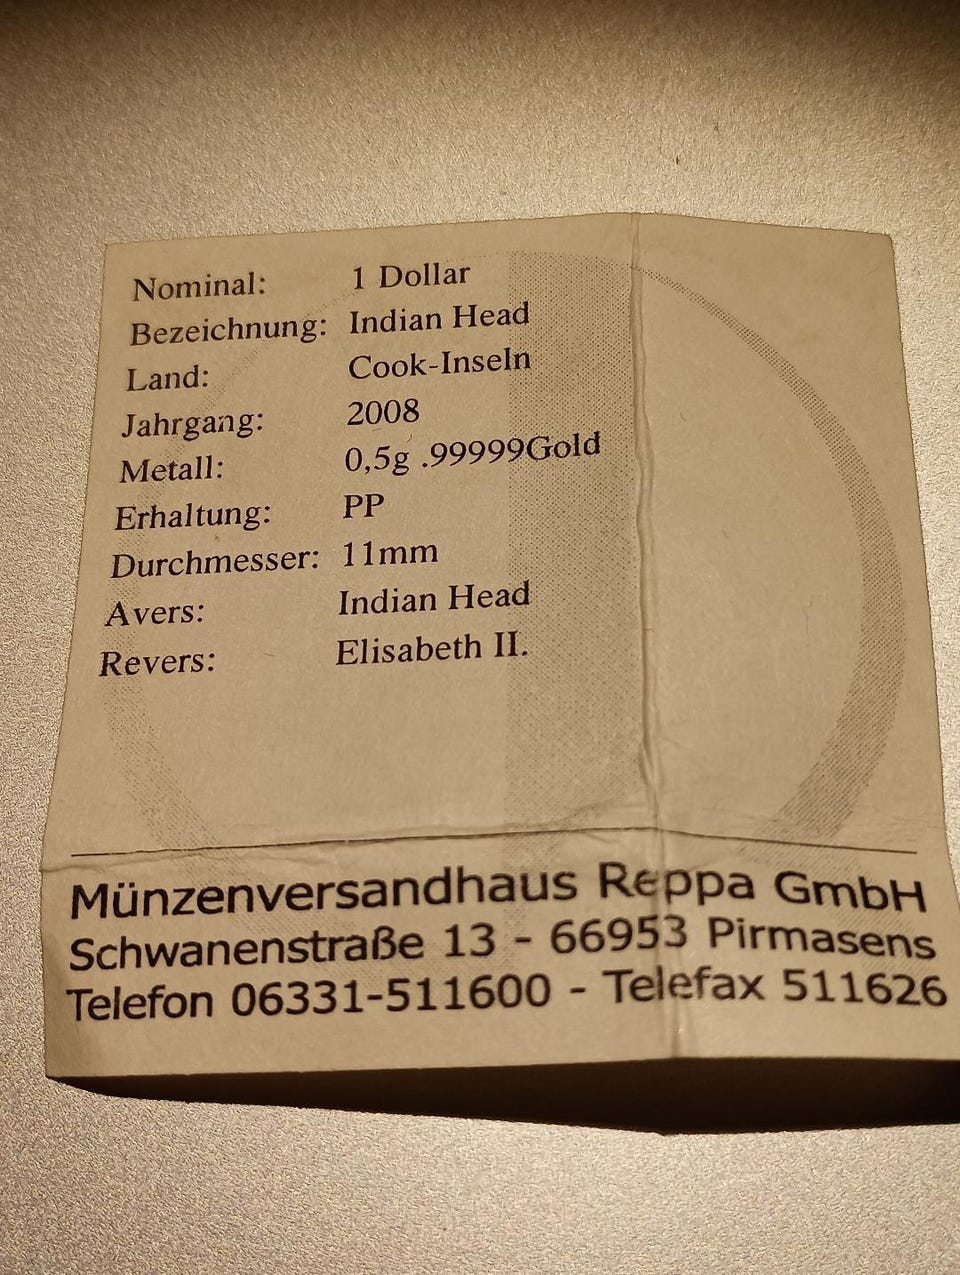 Nominal: 1 Dollar
Bezeichnung: Indian Head
Land: Cook-Inseln
Jahrgang: 2008
Metall: 0,5g .99999Gold
Erhaltung: PP
Durchmesser: 11mm
Avers: Indian Head
Revers: Elisabeth II.
Münzenversandhaus Reppa GmbH
Schwanenstraße 13 - 66953 Pirmasens
Telefon 06331-511600 - Telefax 511626